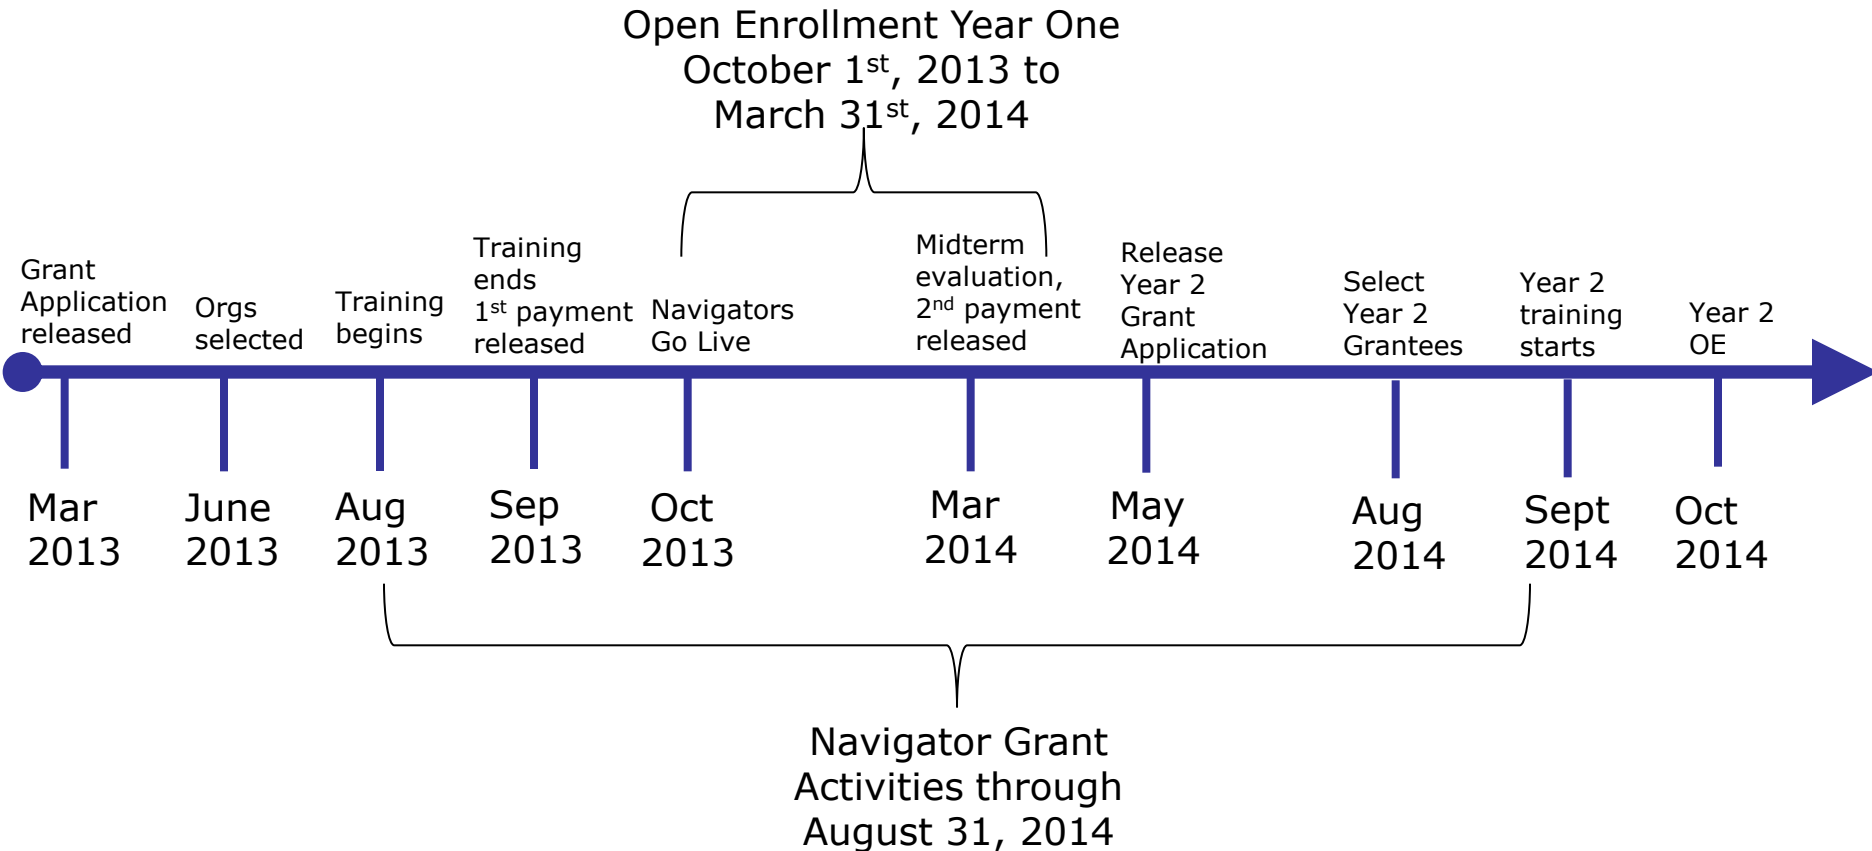 Open Enrollment Year One
October 1st, 2013 to
March 31st, 2014
Grant
Application
released
Orgs
selected
Training
begins
Training
ends
1st payment
released
Navigators
Go Live
Midterm
evaluation,
2nd payment
released
Release
Year 2
Grant
Application
Select
Year 2
Grantees
Year 2
training
starts
Year 2
OE
Mar
2013
June
2013
Aug
2013
Sep
2013
Oct
2013
Mar
2014
May
2014
Aug
2014
Sept
2014
Oct
2014
Navigator Grant
Activities through
August 31, 2014